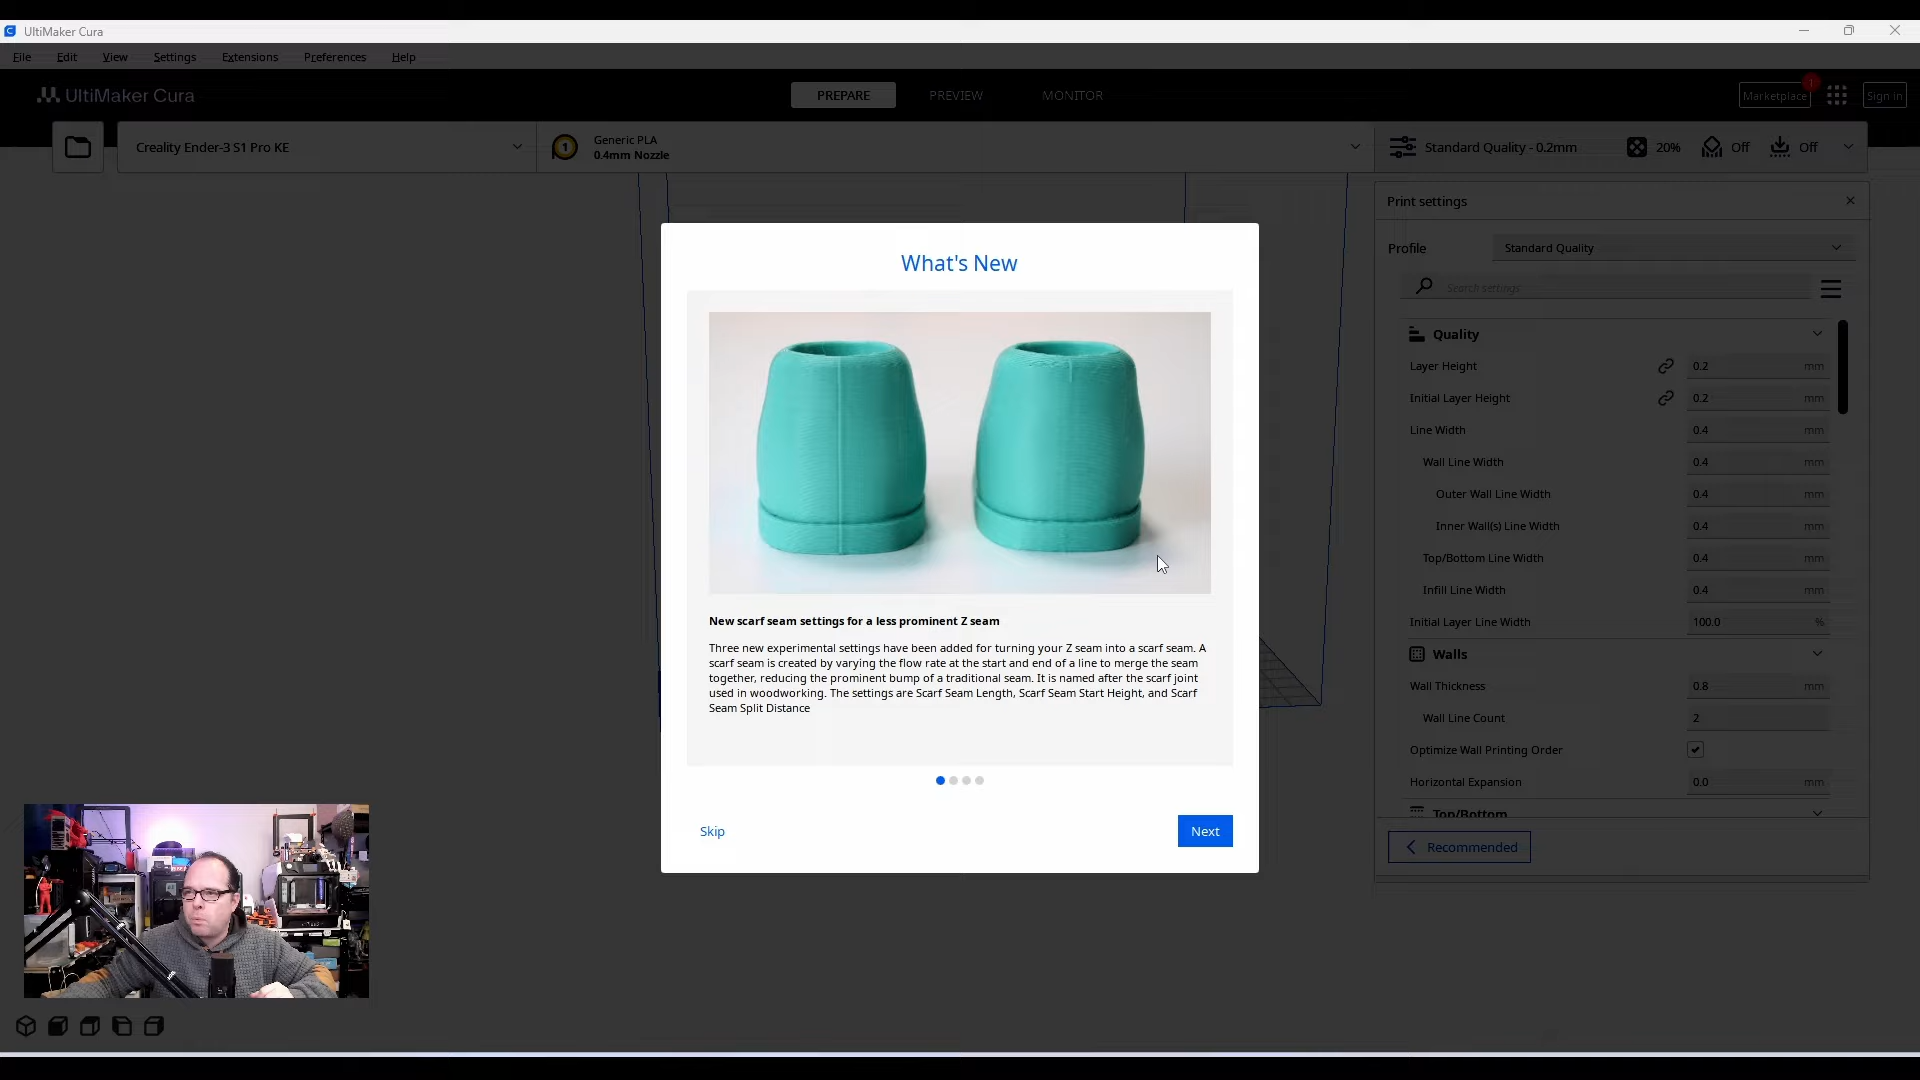 UltiMaker Cura
File Edit View Settings Extensions Preferences Help
UltiMaker Cura
PREPARE PREVIEW MONITOR
Marketplace 1 Sign in
Creality Ender-3 S1 Pro KE
1 Generic PLA
0.4mm Nozzle
Standard Quality - 0.2mm 20% Off Off
Print settings
Profile Standard Quality
Search settings
Quality
Layer Height 0.2 mm
Initial Layer Height 0.2 mm
Line Width 0.4 mm
Wall Line Width 0.4 mm
Outer Wall Line Width 0.4 mm
Inner Wall(s) Line Width 0.4 mm
Top/Bottom Line Width 0.4 mm
Infill Line Width 0.4 mm
Initial Layer Line Width 100.0 %
Walls
Wall Thickness 0.8 mm
Wall Line Count 2
Optimize Wall Printing Order
Horizontal Expansion 0.0 mm
Top/Bottom
Recommended
What's New
New scarf seam settings for a less prominent Z seam
Three new experimental settings have been added for turning your Z seam into a scarf seam. A
scarf seam is created by varying the flow rate at the start and end of a line to merge the seam
together, reducing the prominent bump of a traditional seam. It is named after the scarf joint
used in woodworking. The settings are Scarf Seam Length, Scarf Seam Start Height, and Scarf
Seam Split Distance
Skip Next